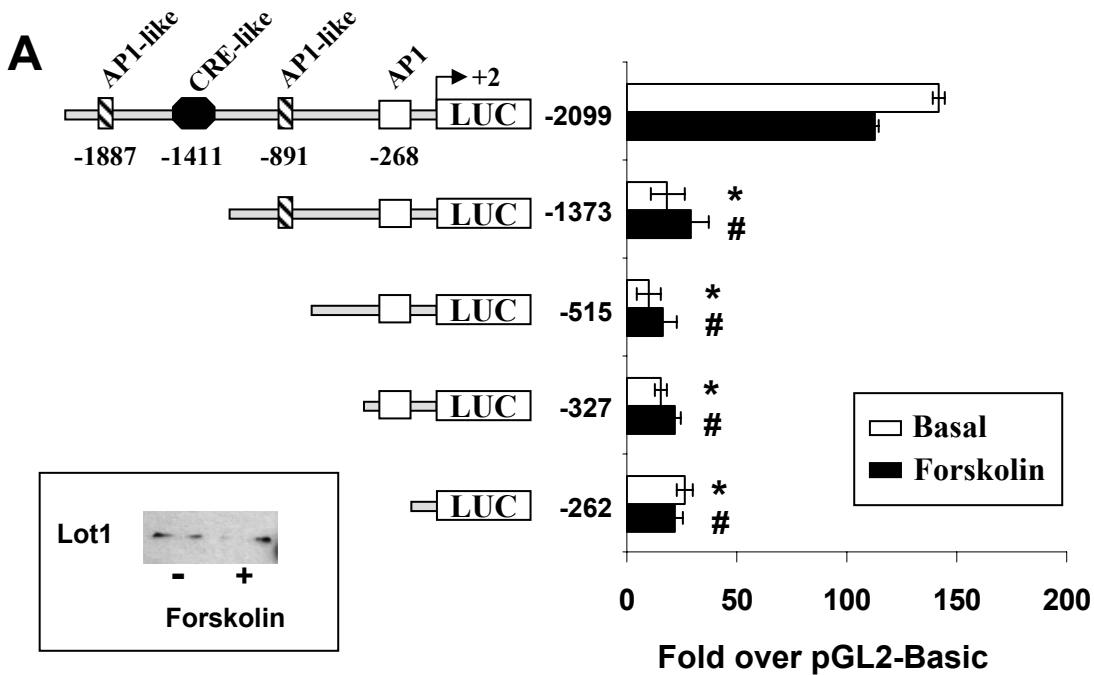 A
AP1-like
CRE-like
AP1-like
AP1
+2
LUC
-2099
-1887
-1411
-891
-268
LUC
-1373
*
#
LUC
-515
*
#
LUC
-327
*
#
LUC
-262
*
#
Basal
Forskolin
Lot1
- +
Forskolin
0 50 100 150 200
Fold over pGL2-Basic